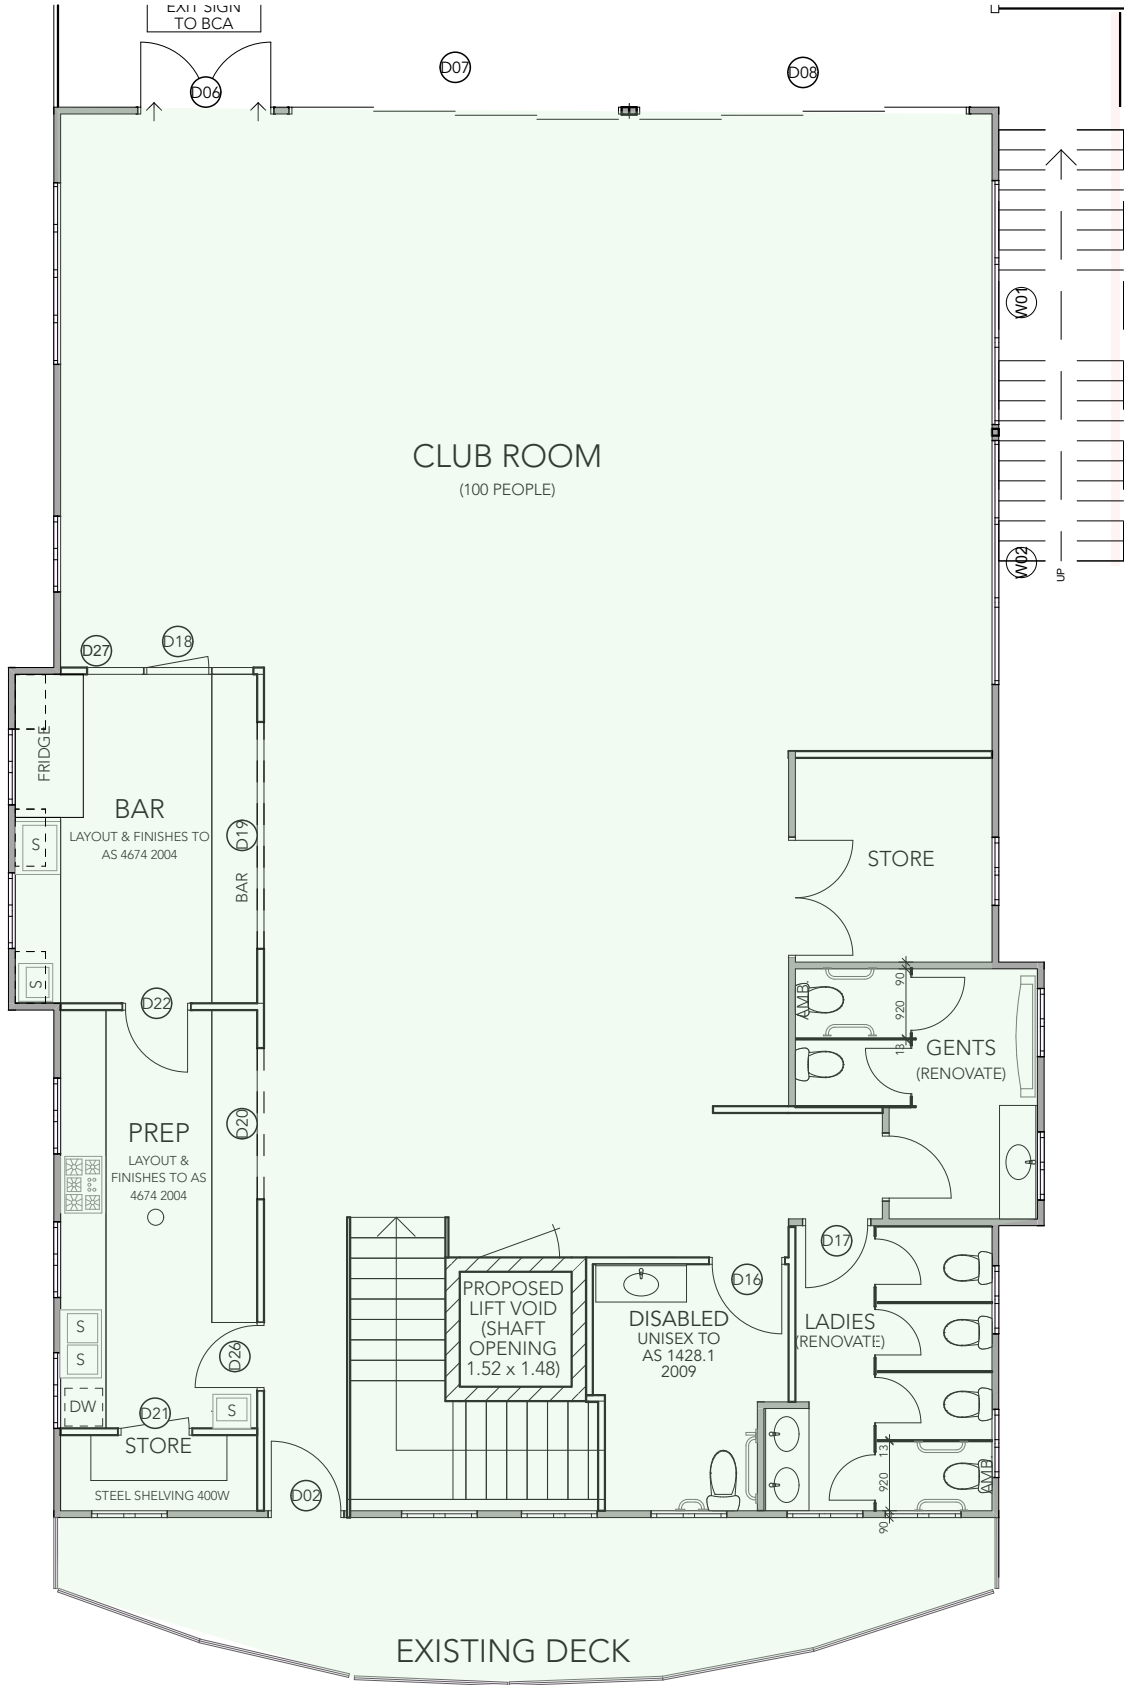 EXIT SIGN
TO BCA
D06
D07
D08
W01
CLUB ROOM
(100 PEOPLE)
W02
UP
D27
D18
FRIDGE
BAR
LAYOUT & FINISHES TO
AS 4674 2004
S
D19
BAR
STORE
S
D22
AMB
90
920
13
GENTS
(RENOVATE)
PREP
LAYOUT &
FINISHES TO AS
4674 2004
D20
D17
D16
PROPOSED
LIFT VOID
(SHAFT
OPENING
1.52 x 1.48)
DISABLED
UNISEX TO
AS 1428.1
2009
LADIES
(RENOVATE)
S
S
D26
DW
D21
S
STORE
STEEL SHELVING 400W
D02
13
920
90
AMB
EXISTING DECK